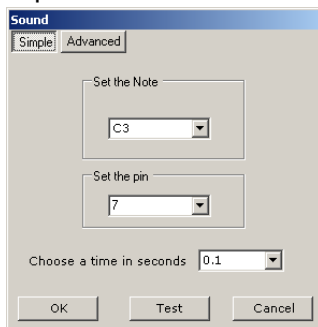 Sound
Simple Advanced
Set the Note
C3
Set the pin
7
Choose a time in seconds 0.1
OK Test Cancel